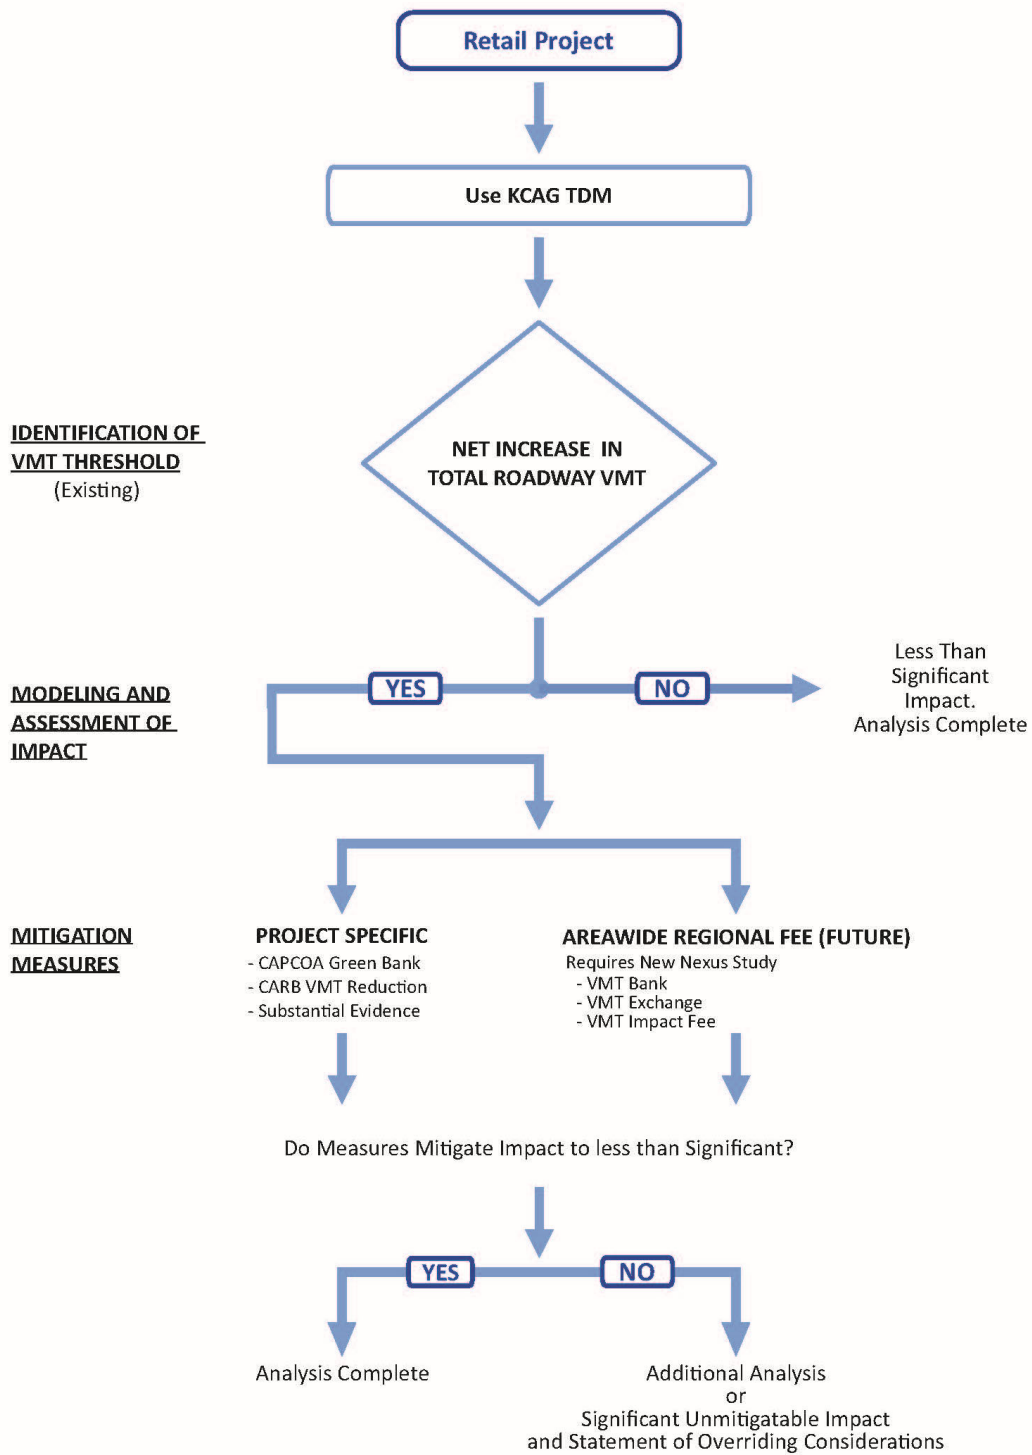 Retail Project
Use KCAG TDM
IDENTIFICATION OF
VMT THRESHOLD
(Existing)
NET INCREASE IN
TOTAL ROADWAY VMT
MODELING AND
ASSESSMENT OF
IMPACT
YES
NO
Less Than
Significant
Impact.
Analysis Complete
MITIGATION
MEASURES
PROJECT SPECIFIC
- CAPCOA Green Bank
- CARB VMT Reduction
- Substantial Evidence
AREAWIDE REGIONAL FEE (FUTURE)
Requires New Nexus Study
- VMT Bank
- VMT Exchange
- VMT Impact Fee
Do Measures Mitigate Impact to less than Significant?
YES
NO
Analysis Complete
Additional Analysis
or
Significant Unmitigatable Impact
and Statement of Overriding Considerations